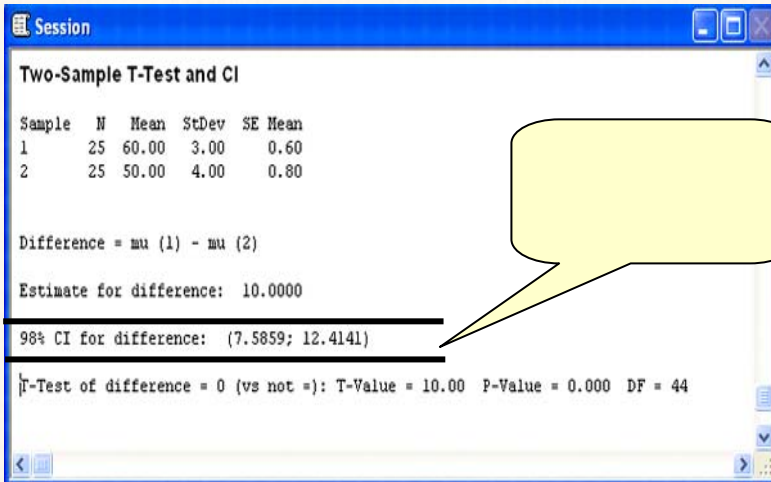 Session
Two-Sample T-Test and CI
Sample N Mean StDev SE Mean
1 25 60.00 3.00 0.60
2 25 50.00 4.00 0.80
Difference = mu (1) - mu (2)
Estimate for difference: 10.0000
98% CI for difference: (7.5859; 12.4141)
T-Test of difference = 0 (vs not =): T-Value = 10.00 P-Value = 0.000 DF = 44